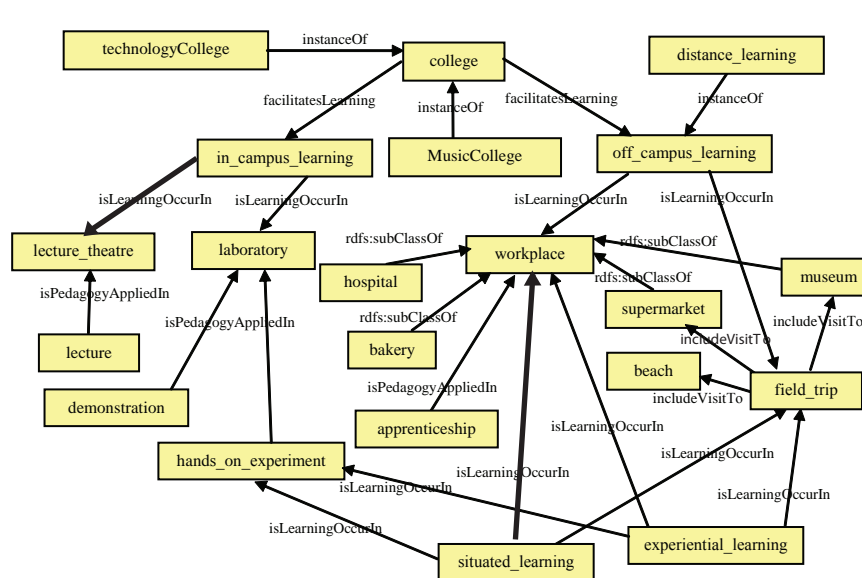 technologyCollege
instanceOf
college
distance_learning
facilitatesLearning
instanceOf
facilitatesLearning
instanceOf
in_campus_learning
MusicCollege
off_campus_learning
isLearningOccurIn
isLearningOccurIn
isLearningOccurIn
isLearningOccurIn
lecture_theatre
laboratory
rdfs:subClassOf
workplace
rdfs:subClassOf
hospital
rdfs:subClassOf
museum
isPedagogyAppliedIn
supermarket
isPedagogyAppliedIn
rdfs:subClassOf
includeVisitTo
lecture
bakery
includeVisitTo
beach
demonstration
isPedagogyAppliedIn
includeVisitTo
field_trip
apprenticeship
isLearningOccurIn
hands_on_experiment
isLearningOccurIn
isLearningOccurIn
isLearningOccurIn
isLearningOccurIn
isLearningOccurIn
situated_learning
experiential_learning